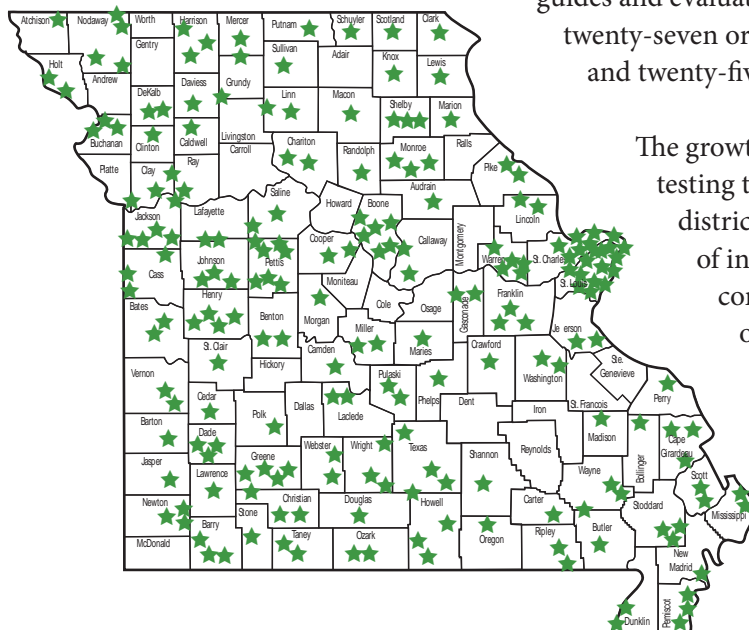 guides and evalua
twenty-seven or
and twenty-fiv
The growt
testing t
distric
of in
cor
o
Atchison
Nodaway
Worth
Harrison
Mercer
Putnam
Schuyler
Scotland
Clark
Gentry
Sullivan
Adair
Knox
Lewis
Holt
Andrew
DeKalb
Daviess
Grundy
Linn
Macon
Shelby
Marion
Buchanan
Clinton
Caldwell
Livingston
Carroll
Chariton
Randolph
Monroe
Ralls
Pike
Platte
Clay
Ray
Saline
Howard
Boone
Audrain
Lincoln
Jackson
Lafayette
Cooper
Callaway
Montgomery
Warren
St. Charle
St. Louis
Cass
Johnson
Pettis
Moniteau
Cole
Osage
Gasconade
Franklin
Je erson
Bates
Henry
Benton
Morgan
Miller
Maries
Crawford
Washington
Ste.
Genevieve
St. Clair
Hickory
Camden
Pulaski
Phelps
Dent
Iron
St. Francois
Perry
Vernon
Cedar
Polk
Dallas
Laclede
Madison
Cape
Girardeau
Barton
Dade
Greene
Webster
Wright
Texas
Shannon
Reynolds
Wayne
Bollinger
Scott
Jasper
Lawrence
Christian
Douglas
Howell
Carter
Stoddard
Mississippi
Newton
Barry
Stone
Taney
Ozark
Oregon
Ripley
Butler
New
Madrid
McDonald
Dunklin
Pemiscot